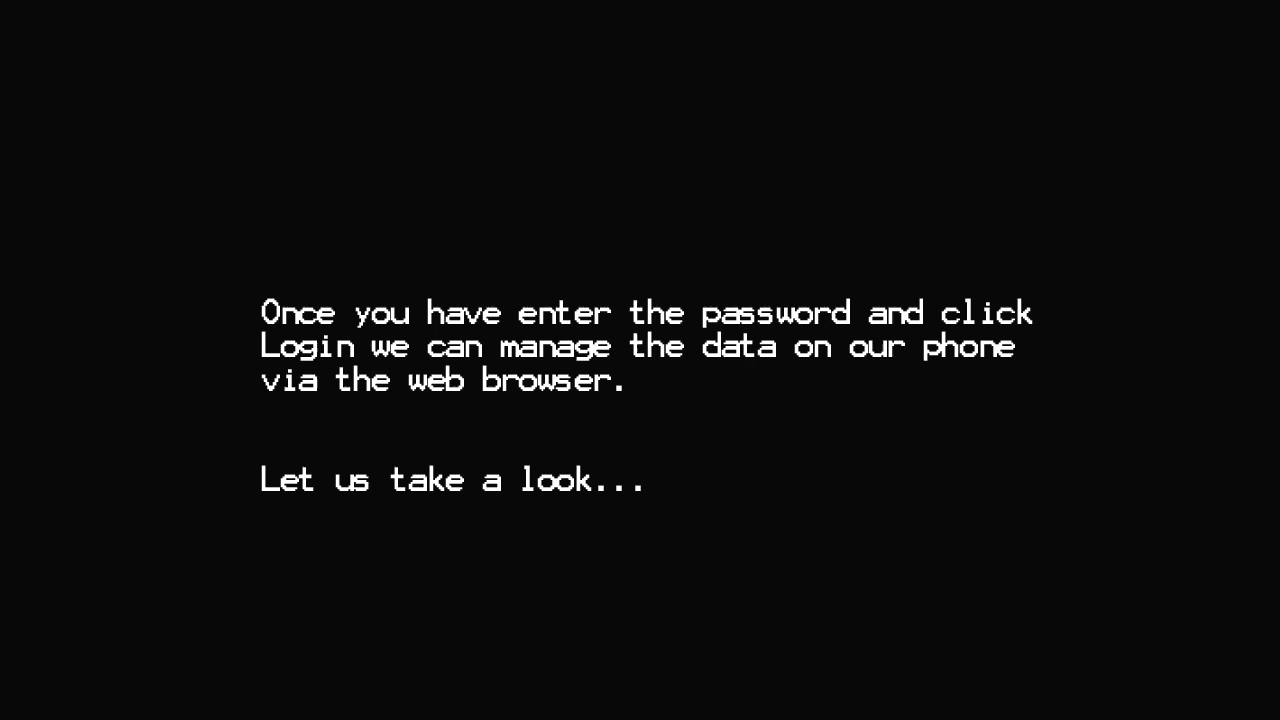 Once you have enter the password and click
Login we can manage the data on our phone
via the web browser.
Let us take a look...